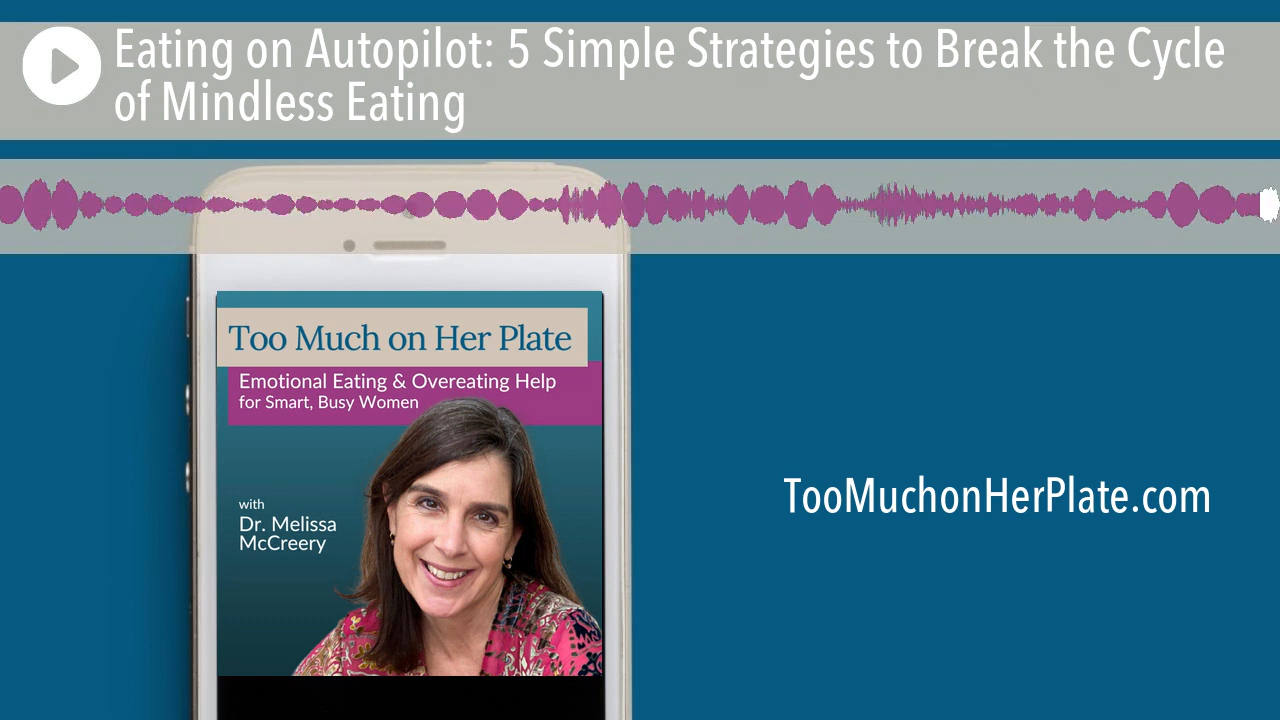 Eating on Autopilot: 5 Simple Strategies to Break the Cycle
of Mindless Eating
Too Much on Her Plate
Emotional Eating & Overeating Help
for Smart, Busy Women
with
Dr. Melissa
McCreery
TooMuchonHerPlate.com